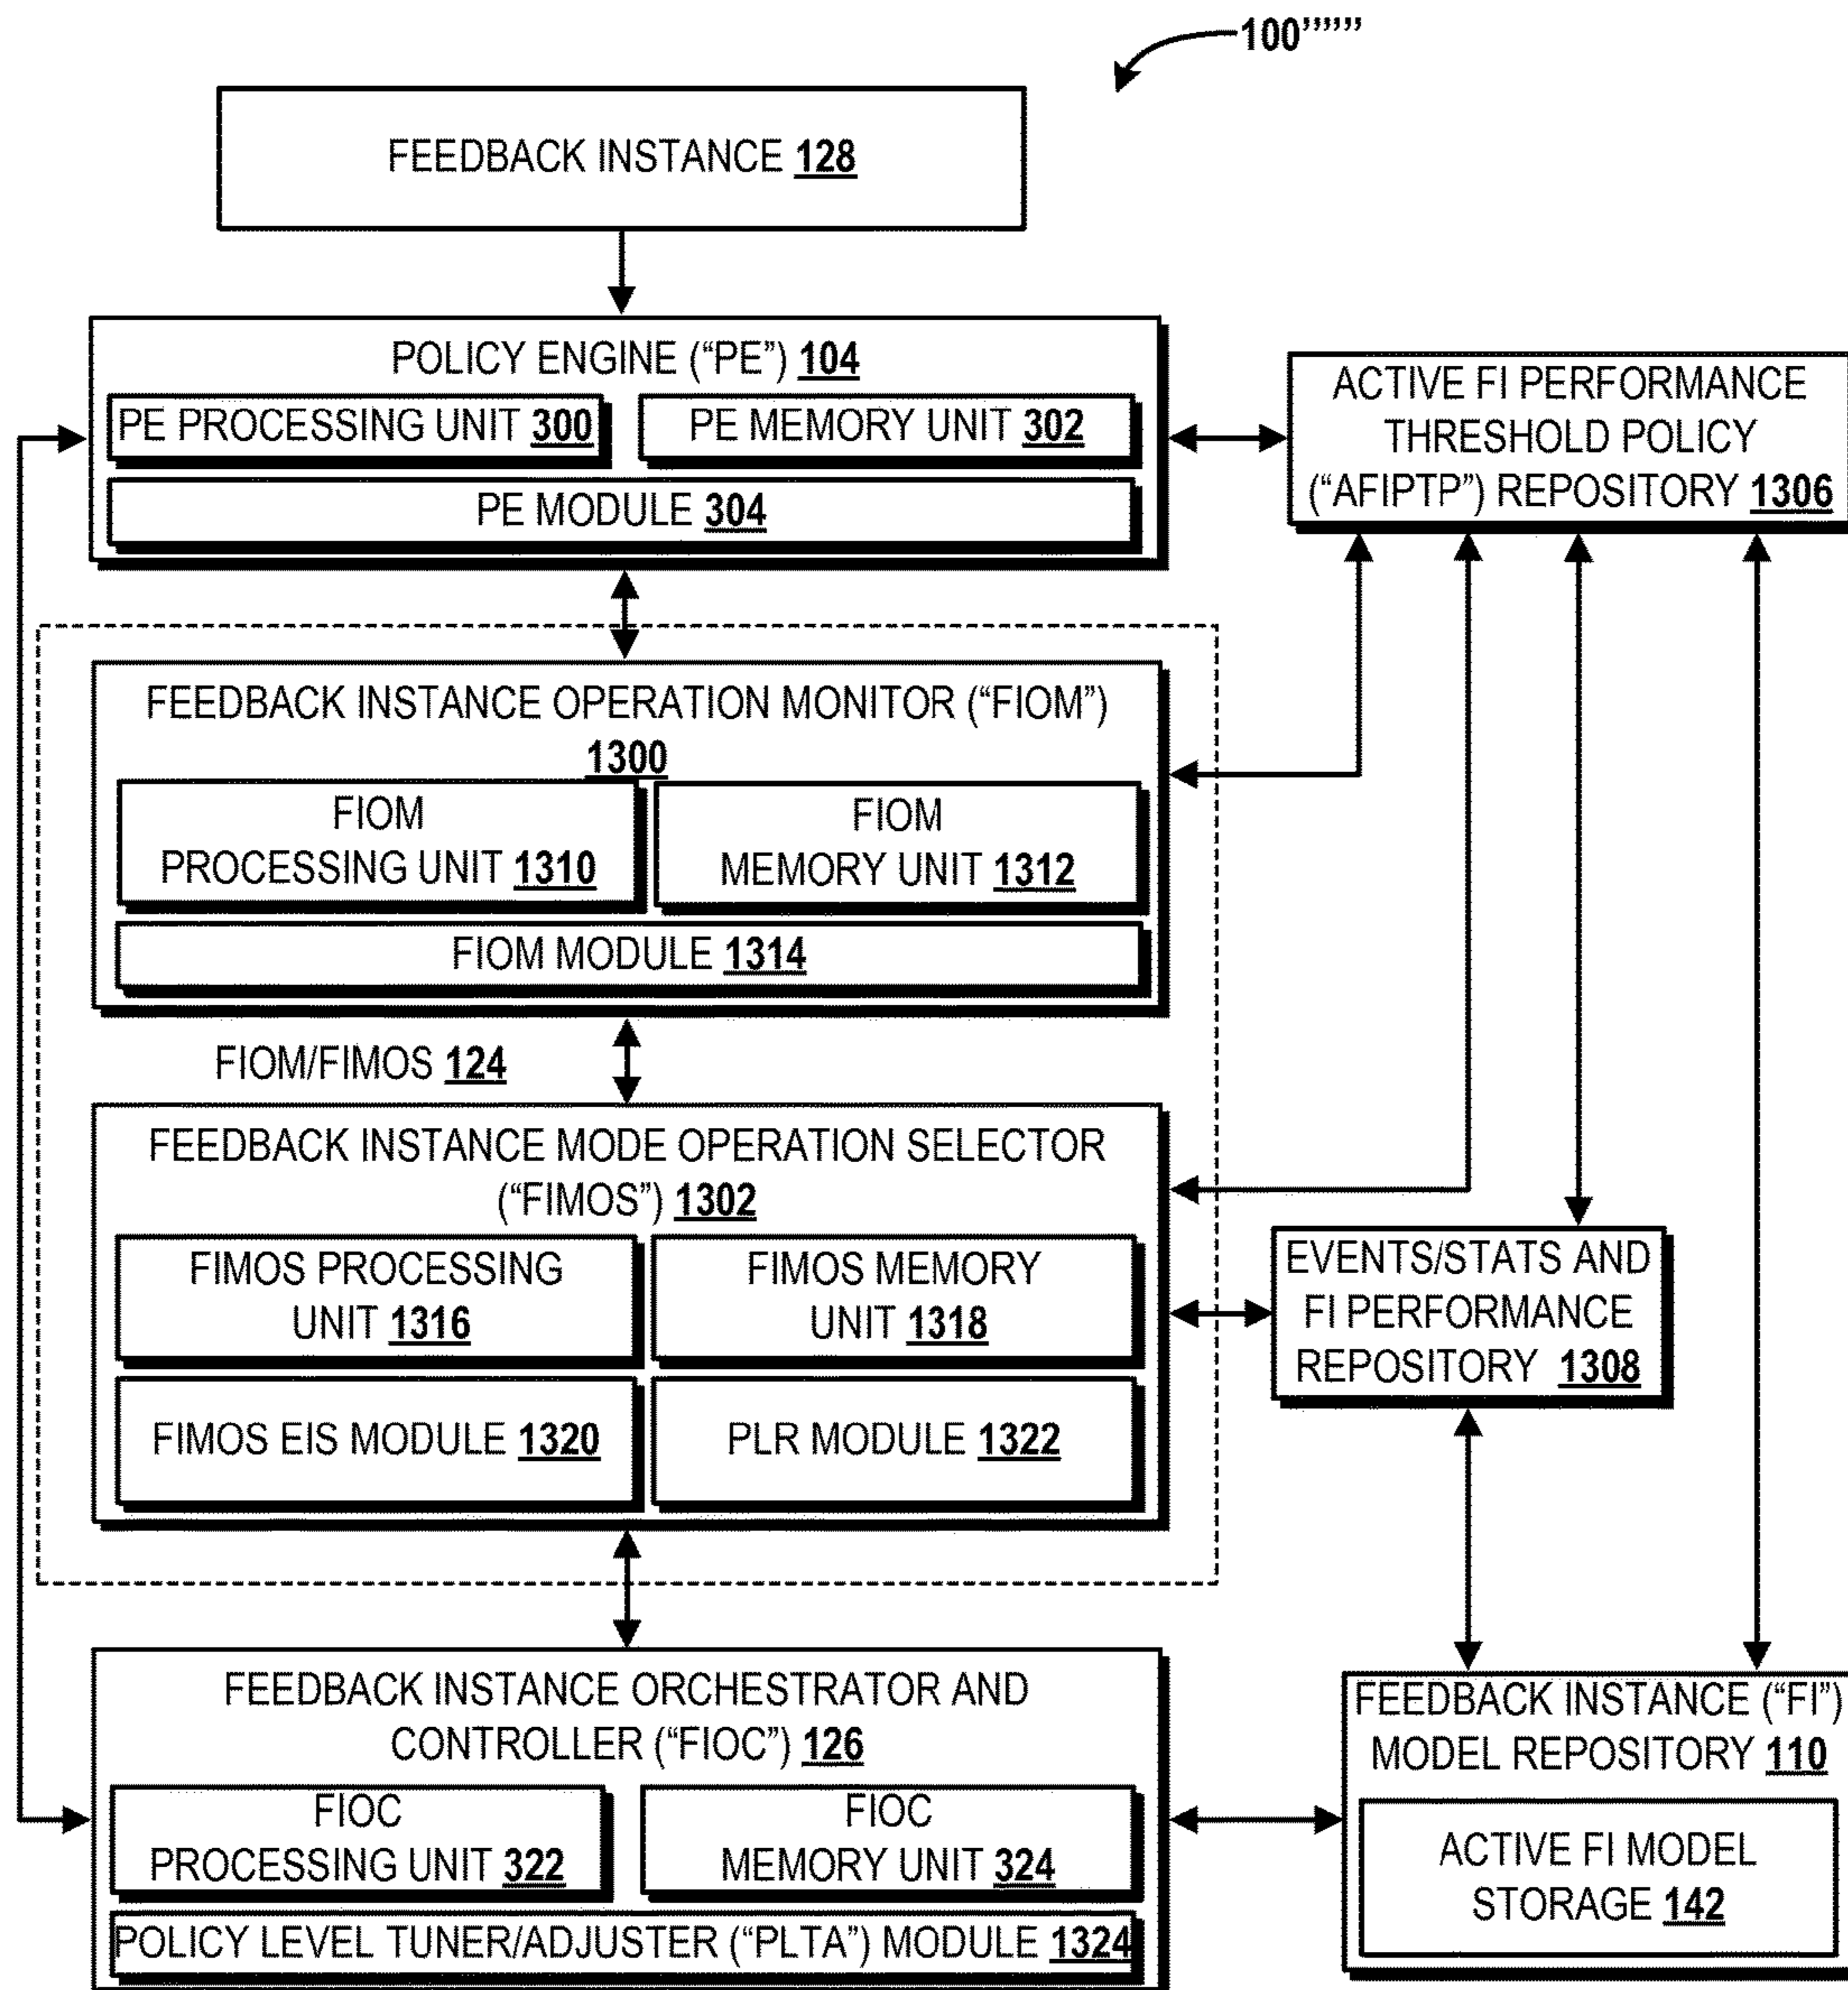 100''''''
FEEDBACK INSTANCE 128
POLICY ENGINE (“PE”) 104
PE PROCESSING UNIT 300
PE MEMORY UNIT 302
PE MODULE 304
ACTIVE FI PERFORMANCE
THRESHOLD POLICY
(“AFIPTP”) REPOSITORY 1306
FEEDBACK INSTANCE OPERATION MONITOR (“FIOM”)
1300
FIOM
PROCESSING UNIT 1310
FIOM
MEMORY UNIT 1312
FIOM MODULE 1314
FIOM/FIMOS 124
FEEDBACK INSTANCE MODE OPERATION SELECTOR
(“FIMOS”) 1302
FIMOS PROCESSING
UNIT 1316
FIMOS MEMORY
UNIT 1318
FIMOS EIS MODULE 1320
PLR MODULE 1322
EVENTS/STATS AND
FI PERFORMANCE
REPOSITORY 1308
FEEDBACK INSTANCE ORCHESTRATOR AND
CONTROLLER (“FIOC”) 126
FIOC
PROCESSING UNIT 322
FIOC
MEMORY UNIT 324
POLICY LEVEL TUNER/ADJUSTER (“PLTA”) MODULE 1324
FEEDBACK INSTANCE (“FI”)
MODEL REPOSITORY 110
ACTIVE FI MODEL
STORAGE 142